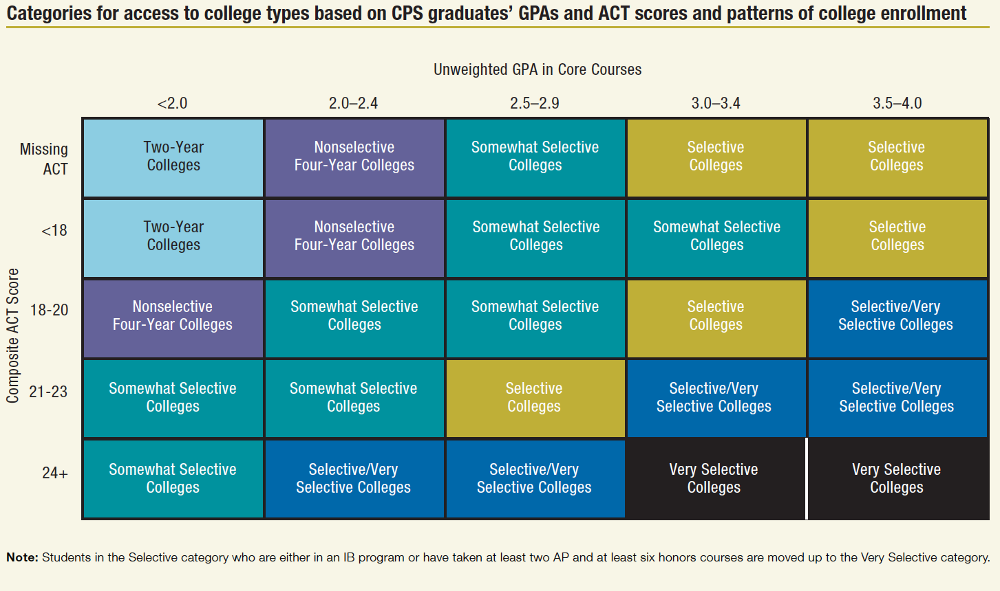 Categories for access to college types based on CPS graduates’ GPAs and ACT scores and patterns of college enrollment
Unweighted GPA in Core Courses
<2.0 2.0–2.4 2.5–2.9 3.0–3.4 3.5–4.0
Composite ACT Score
Missing
ACT
Two-Year
Colleges
Nonselective
Four-Year Colleges
Somewhat Selective
Colleges
Selective
Colleges
Selective
Colleges
<18
Two-Year
Colleges
Nonselective
Four-Year Colleges
Somewhat Selective
Colleges
Somewhat Selective
Colleges
Selective
Colleges
18-20
Nonselective
Four-Year Colleges
Somewhat Selective
Colleges
Somewhat Selective
Colleges
Selective
Colleges
Selective/Very
Selective Colleges
21-23
Somewhat Selective
Colleges
Somewhat Selective
Colleges
Selective
Colleges
Selective/Very
Selective Colleges
Selective/Very
Selective Colleges
24+
Somewhat Selective
Colleges
Selective/Very
Selective Colleges
Selective/Very
Selective Colleges
Very Selective
Colleges
Very Selective
Colleges
Note: Students in the Selective category who are either in an IB program or have taken at least two AP and at least six honors courses are moved up to the Very Selective category.